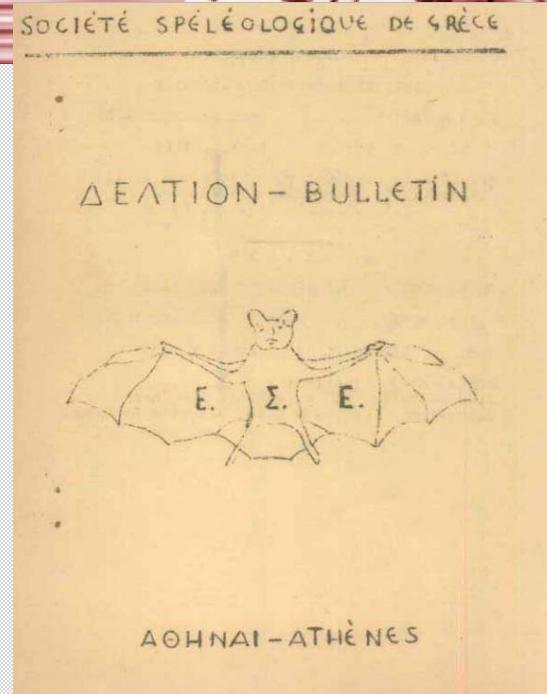 SOCIÉTÉ SPÉLÉOLOGIQUE DE GRÈCE
ΔΕΛΤΙΟΝ - BULLETIN
Ε. Σ. Ε.
ΑΘΗΝΑΙ - ATHÈNES